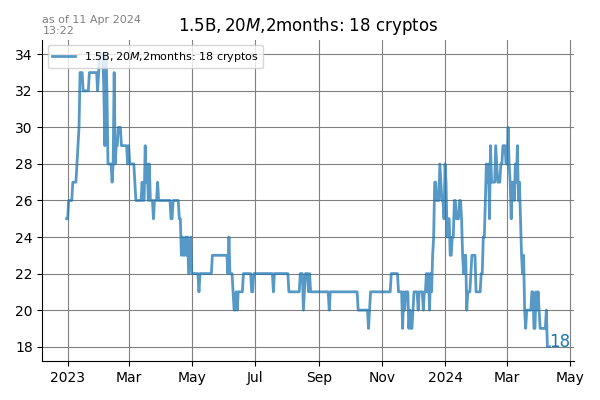 as of 11 Apr 2024
13:22
1.5B, 20M,2months: 18 cryptos
1.5B, 20M,2months: 18 cryptos
34
32
30
28
26
24
22
20
18
18
2023 Mar May Jul Sep Nov 2024 Mar May